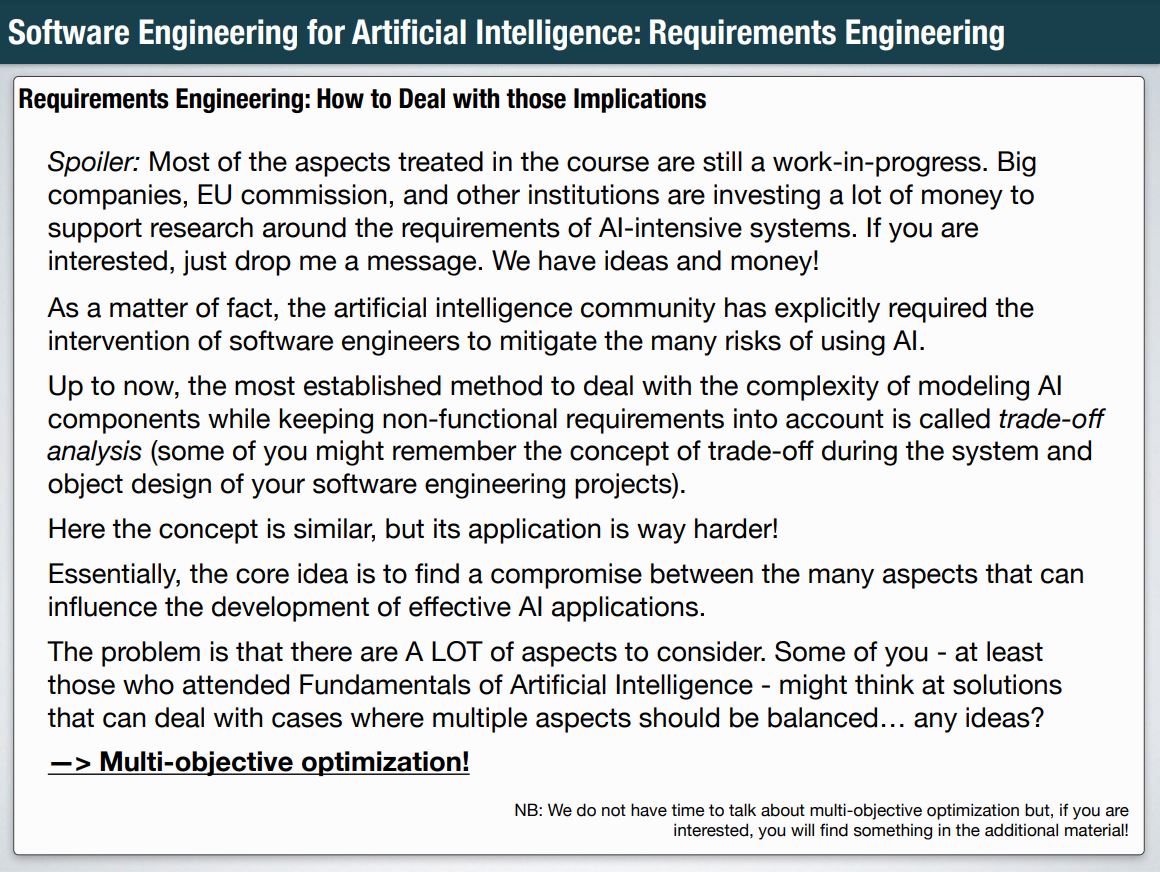 Software Engineering for Artificial Intelligence: Requirements Engineering
Requirements Engineering: How to Deal with those Implications
Spoiler: Most of the aspects treated in the course are still a work-in-progress. Big
companies, EU commission, and other institutions are investing a lot of money to
support research around the requirements of AI-intensive systems. If you are
interested, just drop me a message. We have ideas and money!
As a matter of fact, the artificial intelligence community has explicitly required the
intervention of software engineers to mitigate the many risks of using AI.
Up to now, the most established method to deal with the complexity of modeling AI
components while keeping non-functional requirements into account is called trade-off
analysis (some of you might remember the concept of trade-off during the system and
object design of your software engineering projects).
Here the concept is similar, but its application is way harder!
Essentially, the core idea is to find a compromise between the many aspects that can
influence the development of effective AI applications.
The problem is that there are A LOT of aspects to consider. Some of you - at least
those who attended Fundamentals of Artificial Intelligence - might think at solutions
that can deal with cases where multiple aspects should be balanced… any ideas?
—> Multi-objective optimization!
NB: We do not have time to talk about multi-objective optimization but, if you are
interested, you will find something in the additional material!